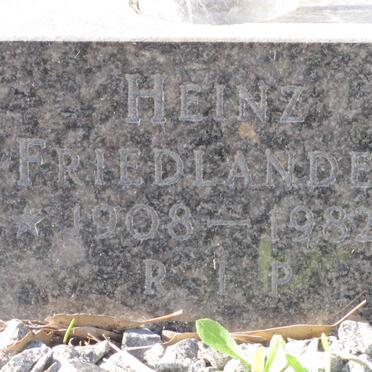 Heinz
Friedlande
* 1908 — 1982
R I P